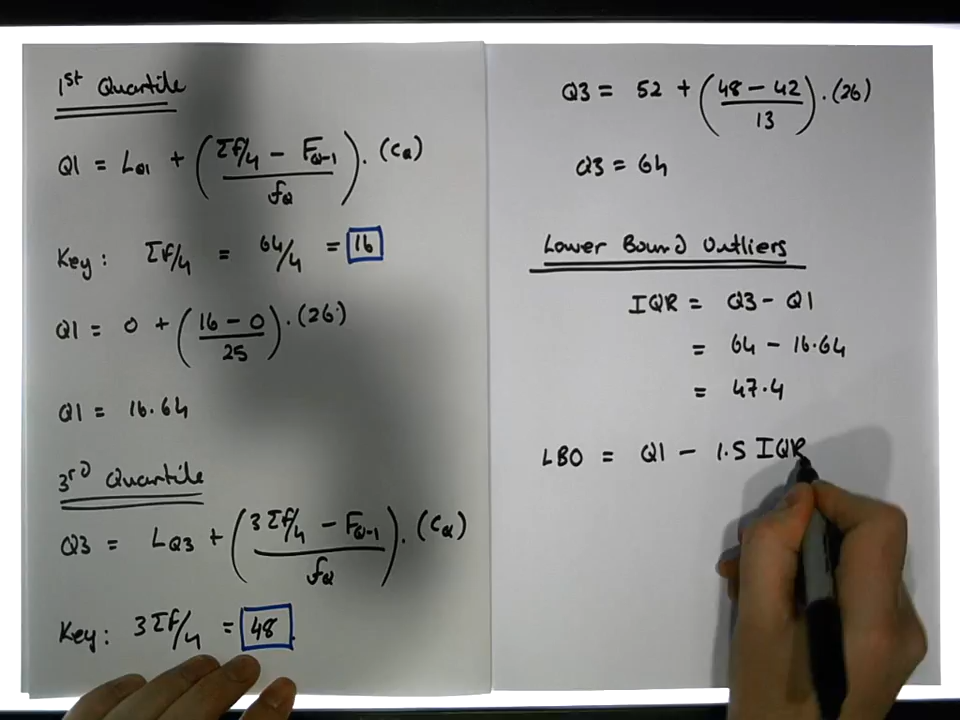 1st Quartile
Q1 = LQ1 + (Σf/4 - FQ-1 / fQ) . (CQ)
Key: Σf/4 = 64/4 = 16
Q1 = 0 + (16 - 0 / 25) . (26)
Q1 = 16.64
3rd Quartile
Q3 = LQ3 + (3Σf/4 - FQ-1 / fQ) . (CQ)
Key: 3Σf/4 = 48
Q3 = 52 + (48 - 42 / 13) . (26)
Q3 = 64
Lower Bound Outliers
IQR = Q3 - Q1
= 64 - 16.64
= 47.4
LBO = Q1 - 1.5 IQR